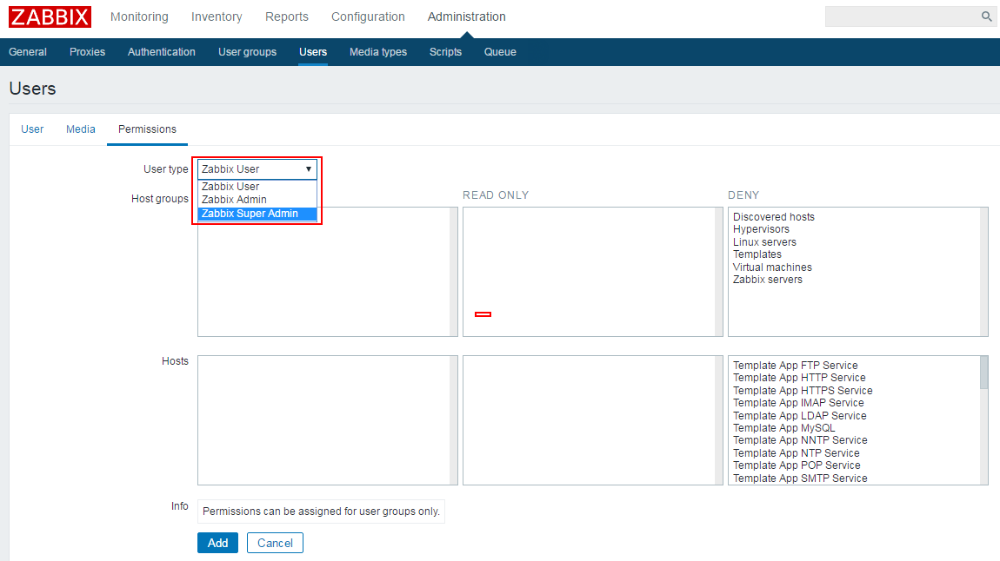 ZABBIX Monitoring Inventory Reports Configuration Administration
General Proxies Authentication User groups Users Media types Scripts Queue
Users
User Media Permissions
User type Zabbix User
Zabbix User
Zabbix Admin
Zabbix Super Admin
Host groups READ ONLY DENY
Discovered hosts
Hypervisors
Linux servers
Templates
Virtual machines
Zabbix servers
Hosts
Template App FTP Service
Template App HTTP Service
Template App HTTPS Service
Template App IMAP Service
Template App LDAP Service
Template App MySQL
Template App NNTP Service
Template App NTP Service
Template App POP Service
Template App SMTP Service
Info Permissions can be assigned for user groups only.
Add Cancel